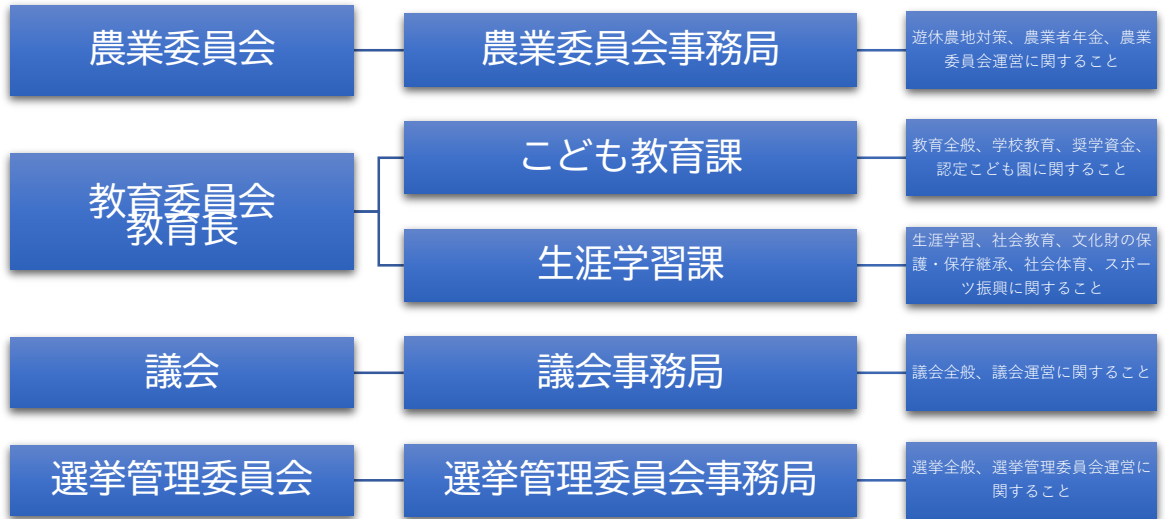 農業委員会
農業委員会事務局
遊休農地対策、農業者年金、農業
委員会運営に関すること
教育委員会
教育長
こども教育課
教育全般、学校教育、奨学資金、
認定こども園に関すること
生涯学習課
生涯学習、社会教育、文化財の保
護・保存継承、社会体育、スポー
ツ振興に関すること
議会
議会事務局
議会全般、議会運営に関すること
選挙管理委員会
選挙管理委員会事務局
選挙全般、選挙管理委員会運営に
関すること